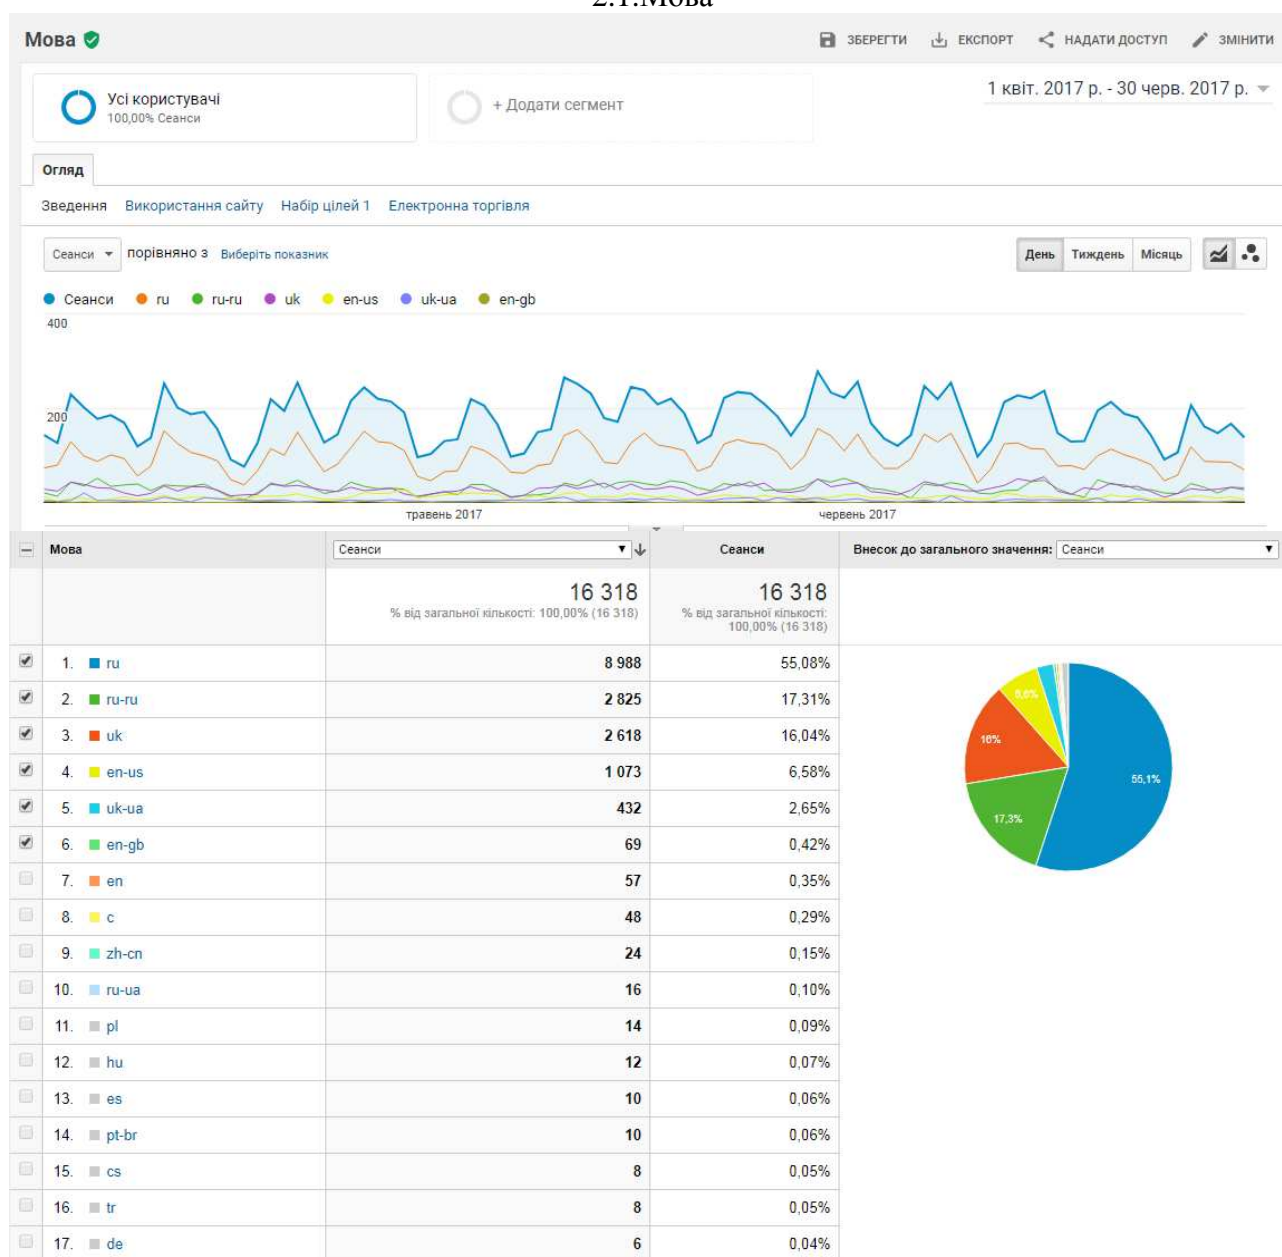 2.1.Мова
Мова
ЗБЕРЕГТИ ЕКСПОРТ НАДАТИ ДОСТУП ЗМІНИТИ
Усі користувачі
100,00% Сеанси
+ Додати сегмент
1 квіт. 2017 р. - 30 черв. 2017 р.
Огляд
Зведення Використання сайту Набір цілей 1 Електронна торгівля
Сеанси порівняно з Виберіть показник
День Тиждень Місяць
Сеанси ru ru-ru uk en-us uk-ua en-gb
400
200
травень 2017 червень 2017
Мова Сеанси Сеанси Внесок до загального значення: Сеанси
16 318 16 318
% від загальної кількості: 100,00% (16 318) % від загальної кількості:
100,00% (16 318)
1. ru 8 988 55,08%
2. ru-ru 2 825 17,31%
3. uk 2 618 16,04%
4. en-us 1 073 6,58%
5. uk-ua 432 2,65%
6. en-gb 69 0,42%
7. en 57 0,35%
8. c 48 0,29%
9. zh-cn 24 0,15%
10. ru-ua 16 0,10%
11. pl 14 0,09%
12. hu 12 0,07%
13. es 10 0,06%
14. pt-br 10 0,06%
15. cs 8 0,05%
16. tr 8 0,05%
17. de 6 0,04%
6,6%
16%
55,1%
17,3%